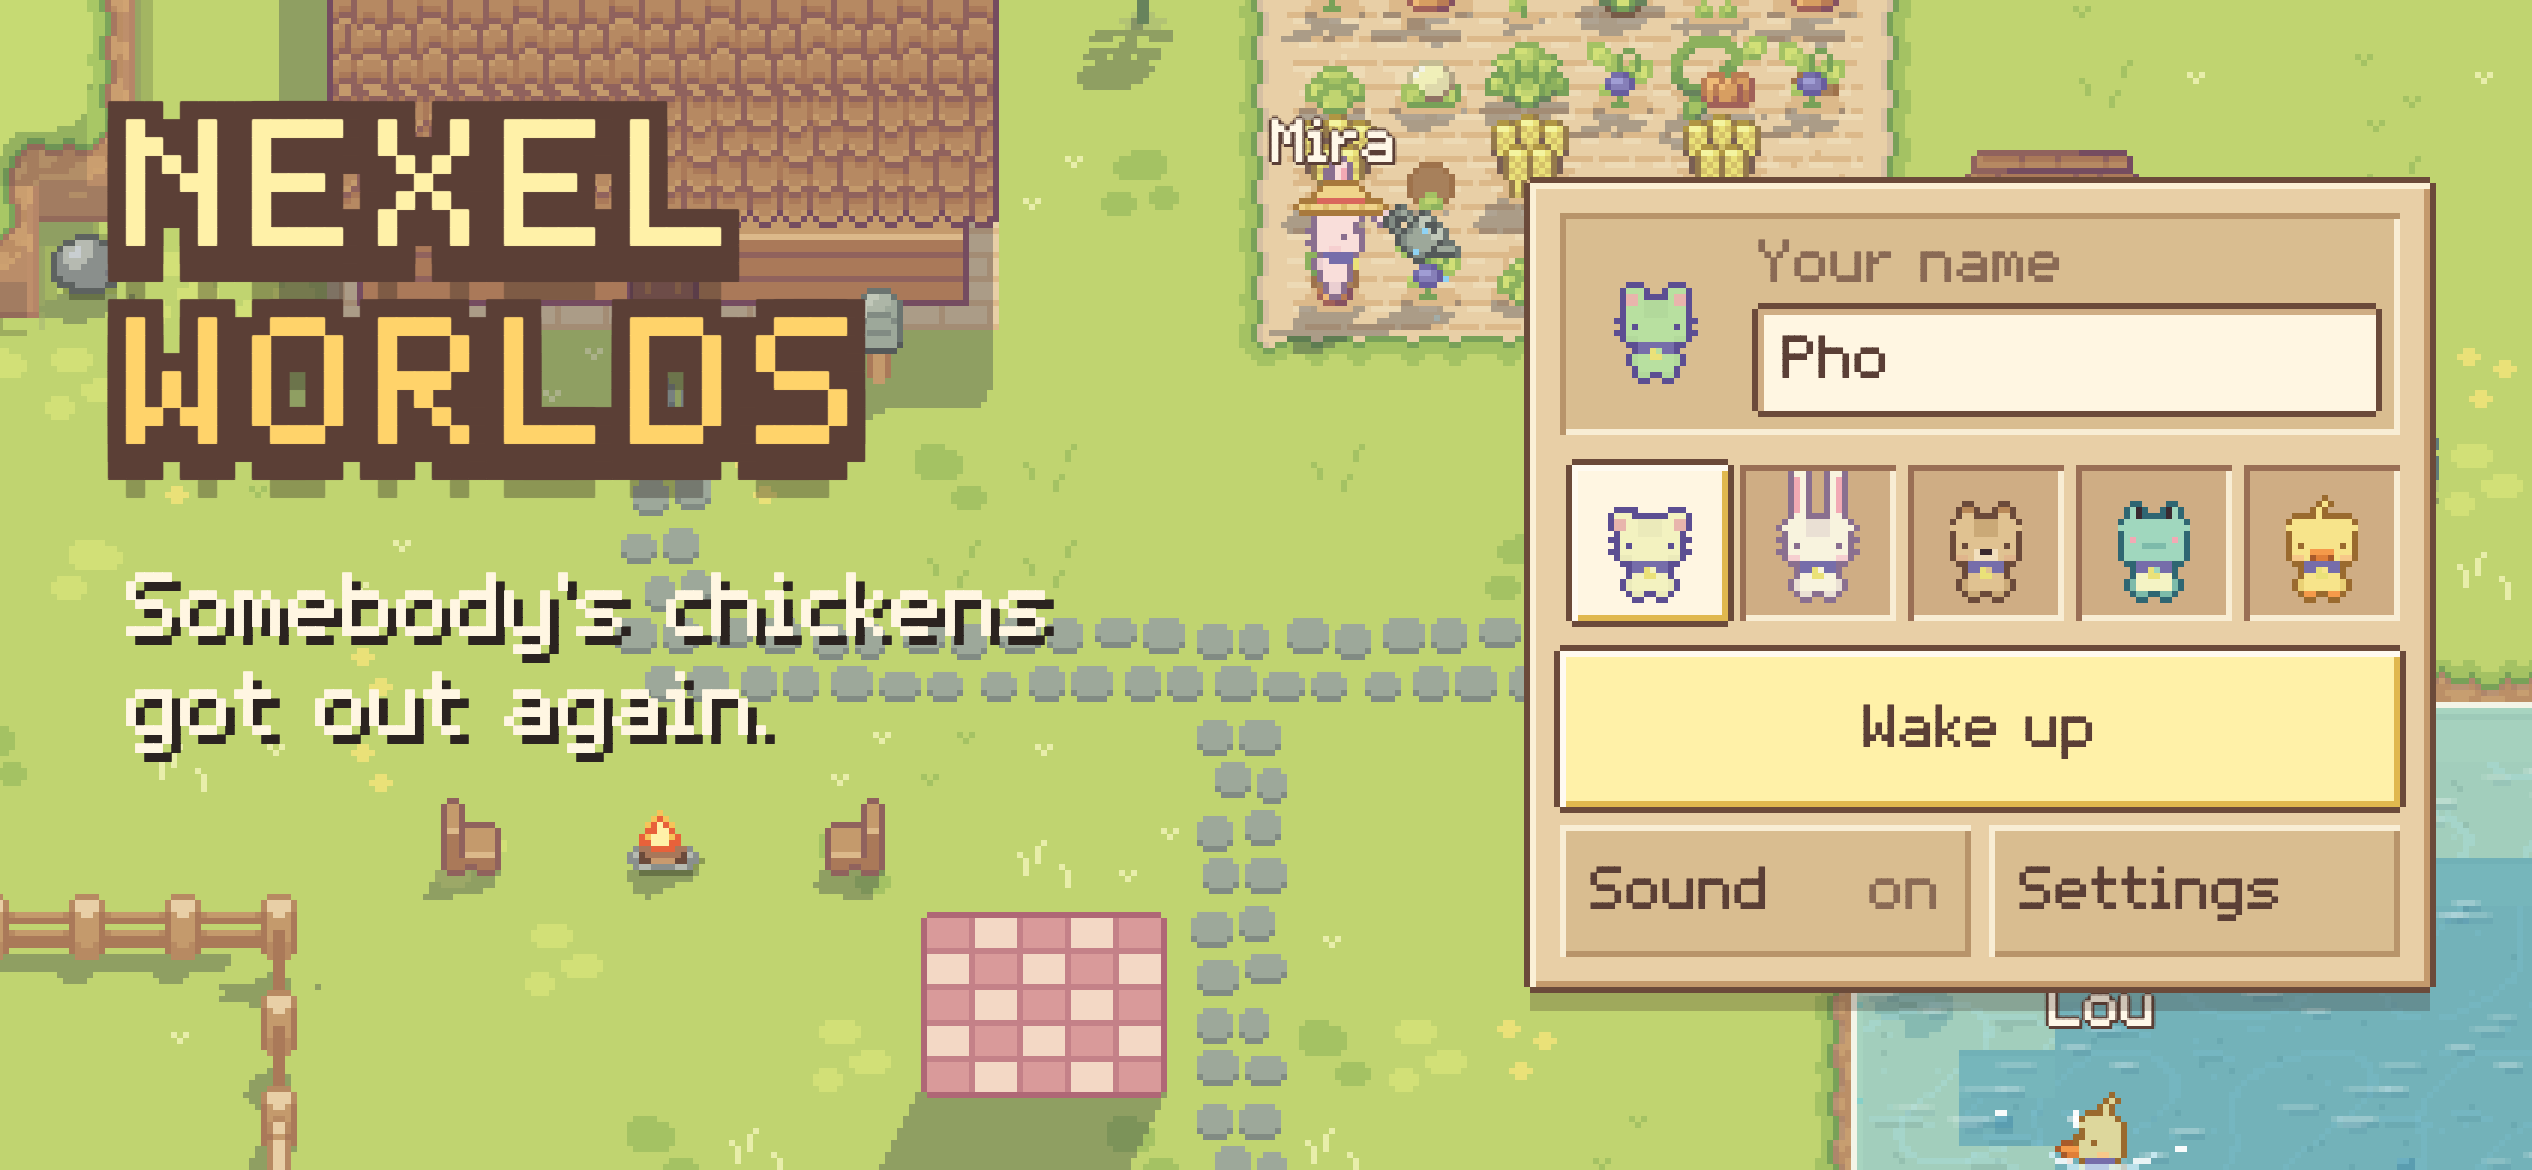 NEXEL
WORLDS
Somebody's chickens
got out again.
Mira
Your name
Pho
Wake up
Sound on
Settings
Lou